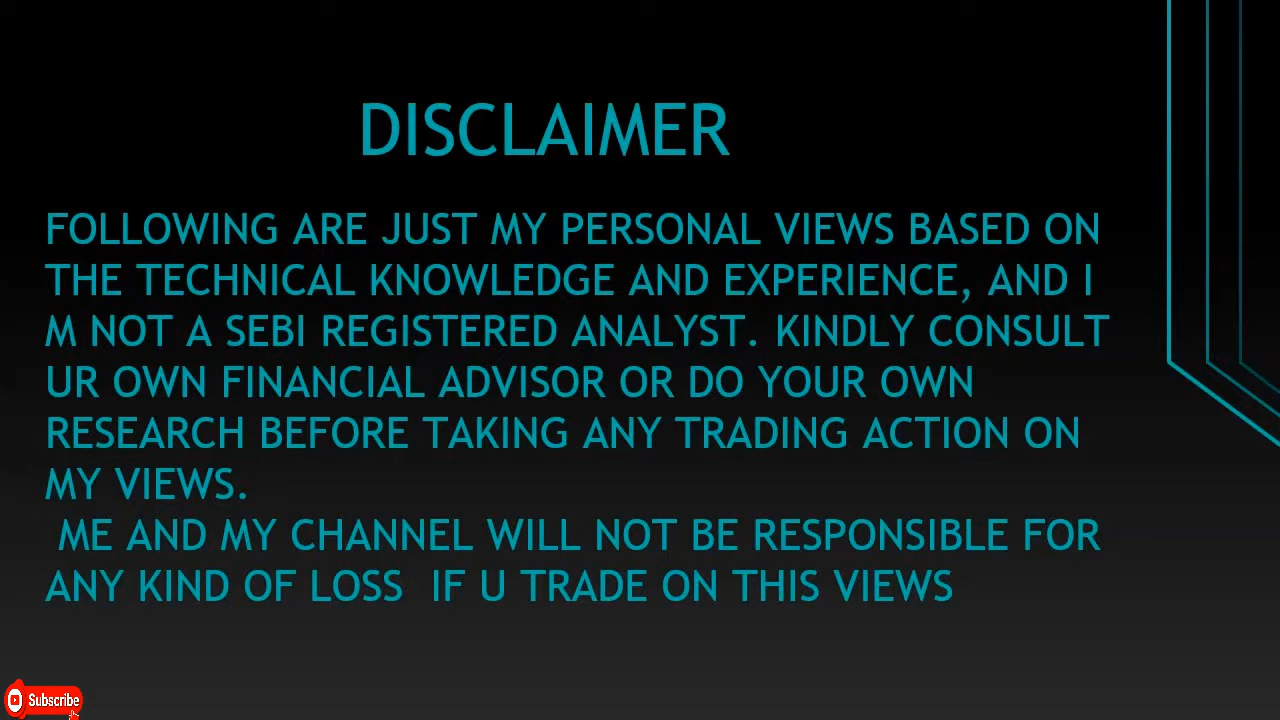 DISCLAIMER
FOLLOWING ARE JUST MY PERSONAL VIEWS BASED ON
THE TECHNICAL KNOWLEDGE AND EXPERIENCE, AND I
M NOT A SEBI REGISTERED ANALYST. KINDLY CONSULT
UR OWN FINANCIAL ADVISOR OR DO YOUR OWN
RESEARCH BEFORE TAKING ANY TRADING ACTION ON
MY VIEWS.
ME AND MY CHANNEL WILL NOT BE RESPONSIBLE FOR
ANY KIND OF LOSS  IF U TRADE ON THIS VIEWS
Subscribe